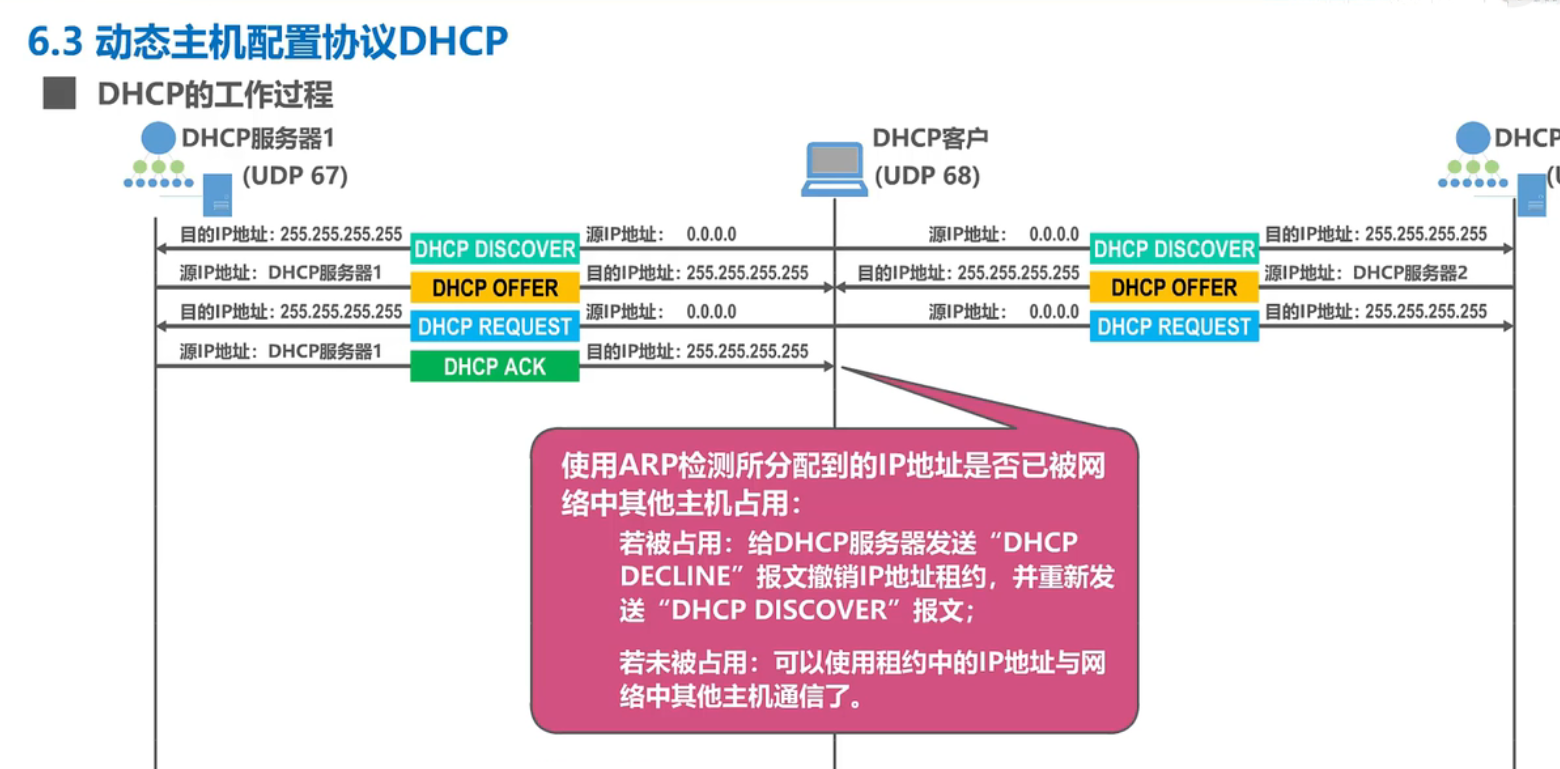 6.3 动态主机配置协议DHCP
DHCP的工作过程
DHCP服务器1
(UDP 67)
DHCP客户
(UDP 68)
DHCP
目的IP地址: 255.255.255.255 DHCP DISCOVER 源IP地址: 0.0.0.0 源IP地址: 0.0.0.0 DHCP DISCOVER 目的IP地址: 255.255.255.255
源IP地址: DHCP服务器1 DHCP OFFER 目的IP地址: 255.255.255.255 目的IP地址: 255.255.255.255 DHCP OFFER 源IP地址: DHCP服务器2
目的IP地址: 255.255.255.255 DHCP REQUEST 源IP地址: 0.0.0.0 源IP地址: 0.0.0.0 DHCP REQUEST 目的IP地址: 255.255.255.255
源IP地址: DHCP服务器1 DHCP ACK 目的IP地址: 255.255.255.255
使用ARP检测所分配到的IP地址是否已被网
络中其他主机占用：
若被占用：给DHCP服务器发送“DHCP
DECLINE”报文撤销IP地址租约，并重新发
送“DHCP DISCOVER”报文；
若未被占用：可以使用租约中的IP地址与网
络中其他主机通信了。